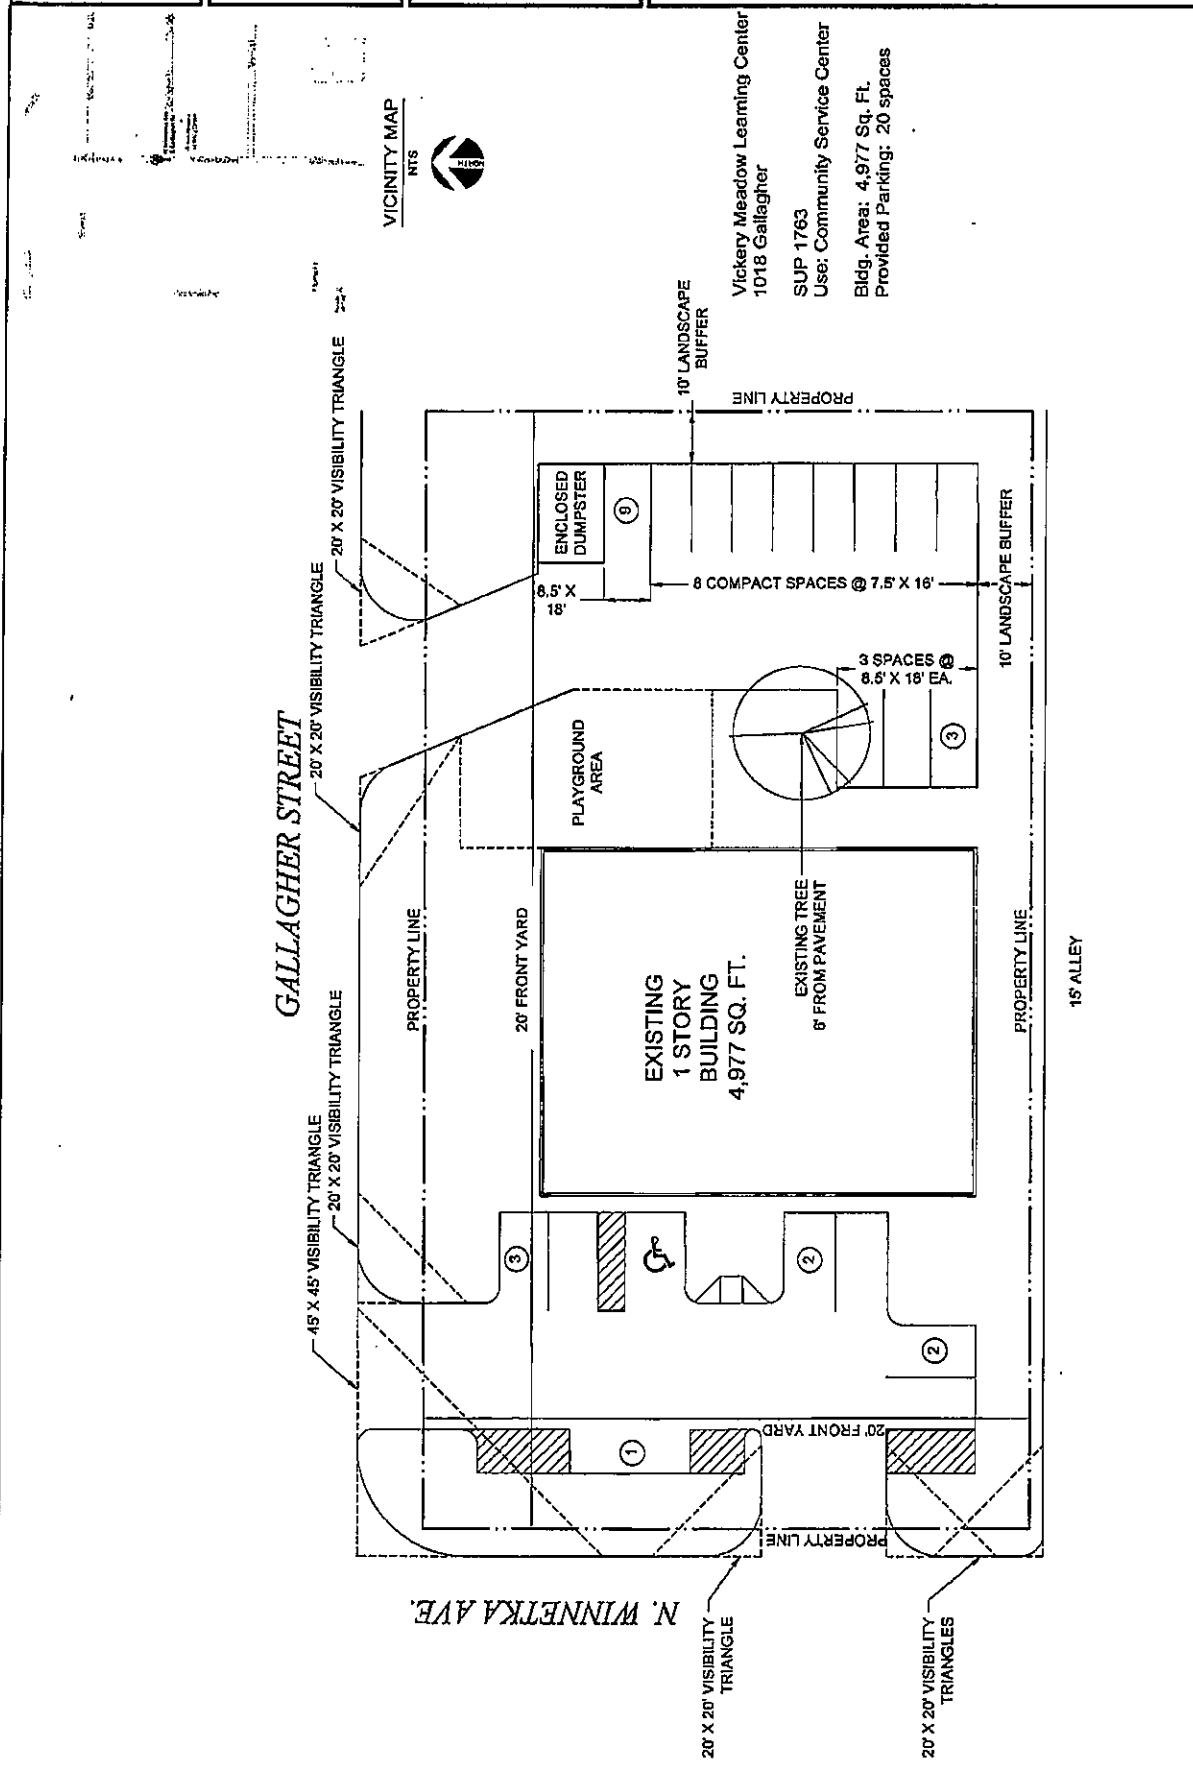 VICINITY MAP
NTS
Vickery Meadow Learning Center
1018 Gallagher
SUP 1763
Use: Community Service Center
Bldg. Area: 4,977 Sq. Ft.
Provided Parking: 20 spaces
GALLAGHER STREET
45' X 45' VISIBILITY TRIANGLE
20' X 20' VISIBILITY TRIANGLE
20' X 20' VISIBILITY TRIANGLE
20' X 20' VISIBILITY TRIANGLE
PROPERTY LINE
20' FRONT YARD
PLAYGROUND
AREA
ENCLOSED
DUMPSTER
9
8.5' X
18'
8 COMPACT SPACES @ 7.5' X 16'
10' LANDSCAPE
BUFFER
PROPERTY LINE
3 SPACES @
8.5' X 18' EA.
3
10' LANDSCAPE BUFFER
EXISTING
1 STORY
BUILDING
4,977 SQ. FT.
EXISTING TREE
6' FROM PAVEMENT
3
2
2
1
20' FRONT YARD
PROPERTY LINE
PROPERTY LINE
15' ALLEY
N. WINNETKA AVE.
20' X 20' VISIBILITY
TRIANGLE
20' X 20' VISIBILITY
TRIANGLES